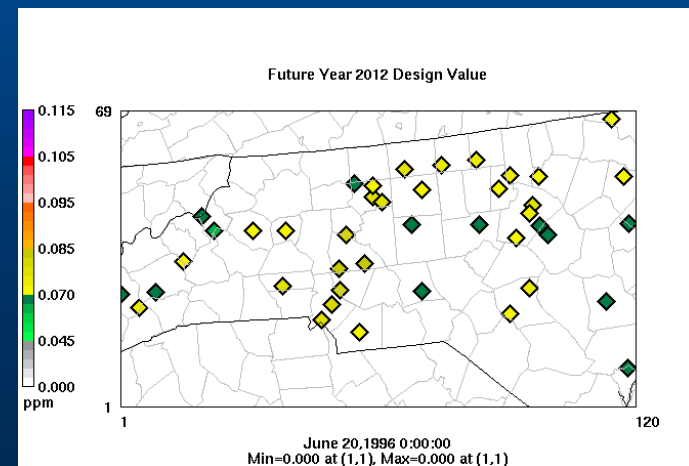 Future Year 2012 Design Value
0.115
0.105
0.095
0.085
0.070
0.045
0.000
ppm
69
1
1
120
June 20,1996 0:00:00
Min=0.000 at (1,1), Max=0.000 at (1,1)